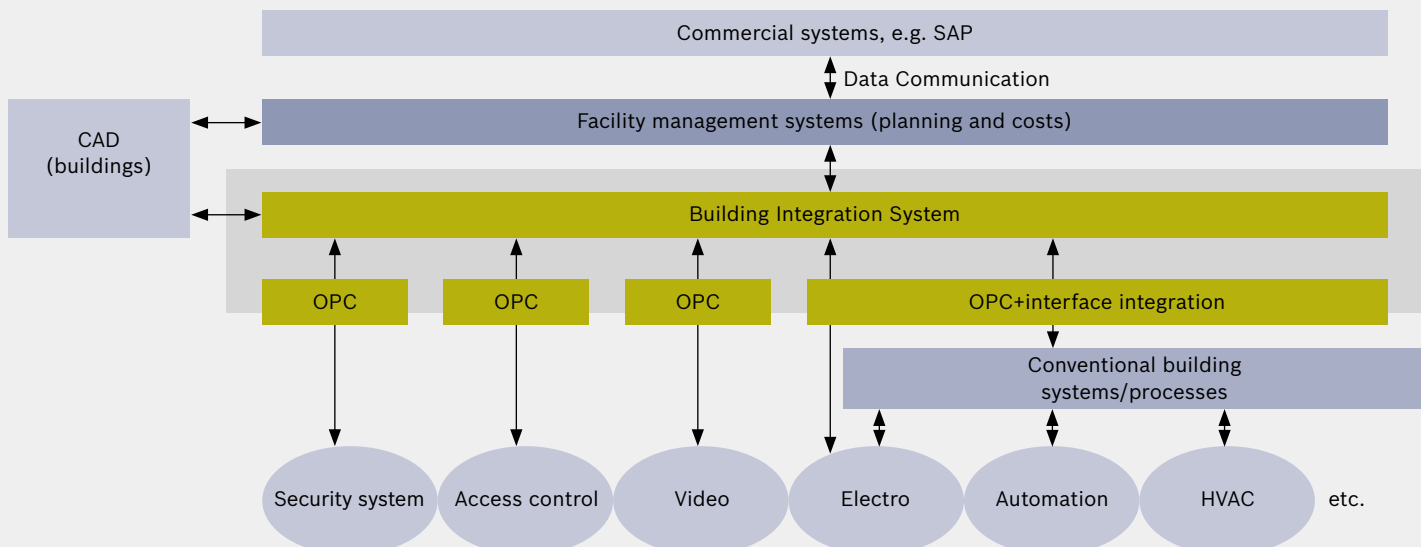 Commercial systems, e.g. SAP
Data Communication
CAD
(buildings)
Facility management systems (planning and costs)
Building Integration System
OPC
OPC
OPC
OPC+interface integration
Conventional building
systems/processes
Security system
Access control
Video
Electro
Automation
HVAC
etc.